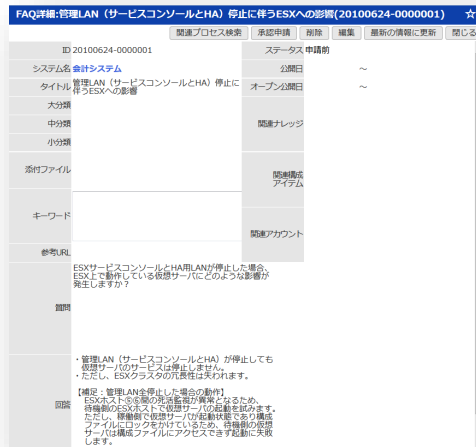 FAQ詳細:管理LAN（サービスコンソールとHA）停止に伴うESXへの影響(20100624-0000001) ☆
関連プロセス検索 承認申請 削除 編集 最新の情報に更新 閉じる
ID 20100624-0000001 ステータス 申請前
システム名 会計システム 公開日 ～
タイトル 管理LAN（サービスコンソールとHA）停止に
伴うESXへの影響 オープン公開日 ～
大分類
中分類 関連ナレッジ
小分類
添付ファイル 関連構成
アイテム
キーワード
関連アカウント
参考URL
質問
ESXサービスコンソールとHA用LANが停止した場合、
ESX上で動作している仮想サーバにどのような影響が
発生しますか？
回答
・管理LAN（サービスコンソールとHA）が停止しても
仮想サーバのサービスは停止しません。
・ただし、ESXクラスタの冗長性は失われます。
【補足：管理LAN全停止した場合の動作】
ESXホスト⑤⑥間の死活監視が異常となるため、
待機側のESXホストで仮想サーバの起動を試みます。
ただし、稼働側で仮想サーバが起動状態であり構成
ファイルにロックをかけているため、待機側の仮想
サーバは構成ファイルにアクセスできず起動に失敗
します。